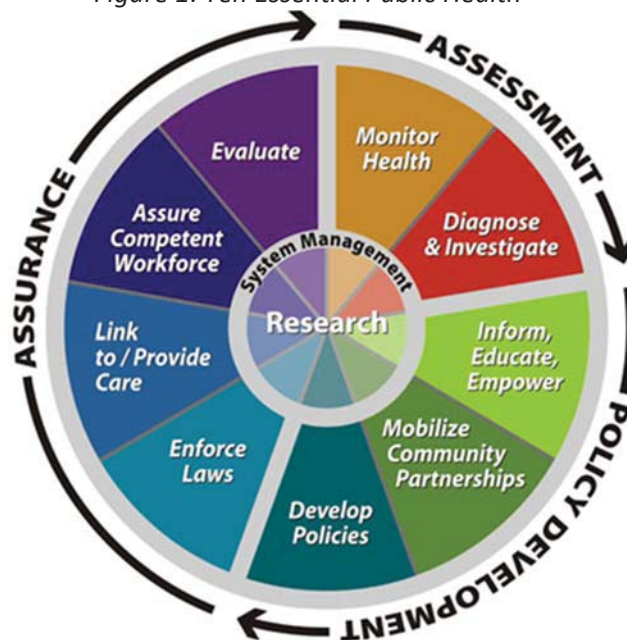 Figure 1: Ten Essential Public Health
ASSESSMENT
Monitor
Health
Diagnose
& Investigate
POLICY DEVELOPMENT
Inform,
Educate,
Empower
Mobilize
Community
Partnerships
Develop
Policies
ASSURANCE
Enforce
Laws
Link
to / Provide
Care
Assure
Competent
Workforce
Evaluate
System Management
Research